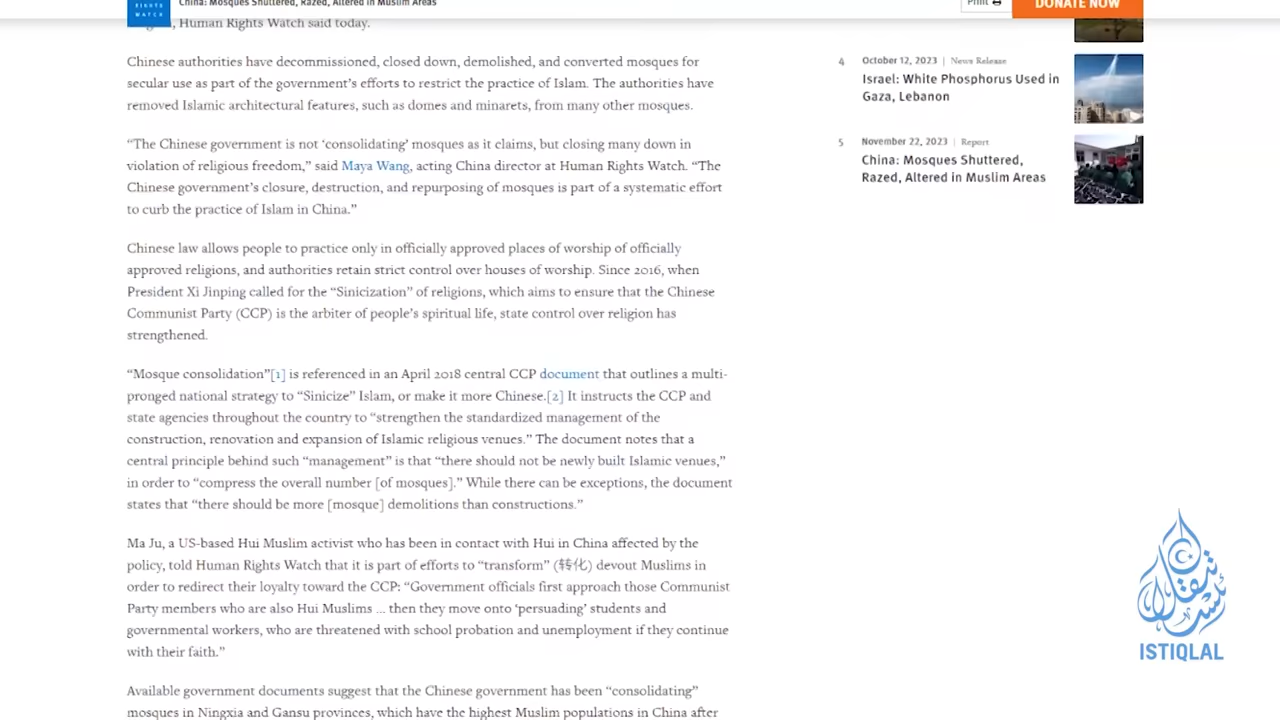 RIGHTS
WATCH
China: Mosques Shuttered, Razed, Altered in Muslim Areas
Print
DONATE NOW
Human Rights Watch said today.
Chinese authorities have decommissioned, closed down, demolished, and converted mosques for
secular use as part of the government’s efforts to restrict the practice of Islam. The authorities have
removed Islamic architectural features, such as domes and minarets, from many other mosques.
“The Chinese government is not ‘consolidating’ mosques as it claims, but closing many down in
violation of religious freedom,” said Maya Wang, acting China director at Human Rights Watch. “The
Chinese government’s closure, destruction, and repurposing of mosques is part of a systematic effort
to curb the practice of Islam in China.”
Chinese law allows people to practice only in officially approved places of worship of officially
approved religions, and authorities retain strict control over houses of worship. Since 2016, when
President Xi Jinping called for the “Sinicization” of religions, which aims to ensure that the Chinese
Communist Party (CCP) is the arbiter of people’s spiritual life, state control over religion has
strengthened.
“Mosque consolidation”[1] is referenced in an April 2018 central CCP document that outlines a multi-
pronged national strategy to “Sinicize” Islam, or make it more Chinese.[2] It instructs the CCP and
state agencies throughout the country to “strengthen the standardized management of the
construction, renovation and expansion of Islamic religious venues.” The document notes that a
central principle behind such “management” is that “there should not be newly built Islamic venues,”
in order to “compress the overall number [of mosques].” While there can be exceptions, the document
states that “there should be more [mosque] demolitions than constructions.”
Ma Ju, a US-based Hui Muslim activist who has been in contact with Hui in China affected by the
policy, told Human Rights Watch that it is part of efforts to “transform” (转化) devout Muslims in
order to redirect their loyalty toward the CCP: “Government officials first approach those Communist
Party members who are also Hui Muslims ... then they move onto ‘persuading’ students and
governmental workers, who are threatened with school probation and unemployment if they continue
with their faith.”
Available government documents suggest that the Chinese government has been “consolidating”
mosques in Ningxia and Gansu provinces, which have the highest Muslim populations in China after
4 October 12, 2023 | News Release
Israel: White Phosphorus Used in
Gaza, Lebanon
5 November 22, 2023 | Report
China: Mosques Shuttered,
Razed, Altered in Muslim Areas
ISTIQLAL